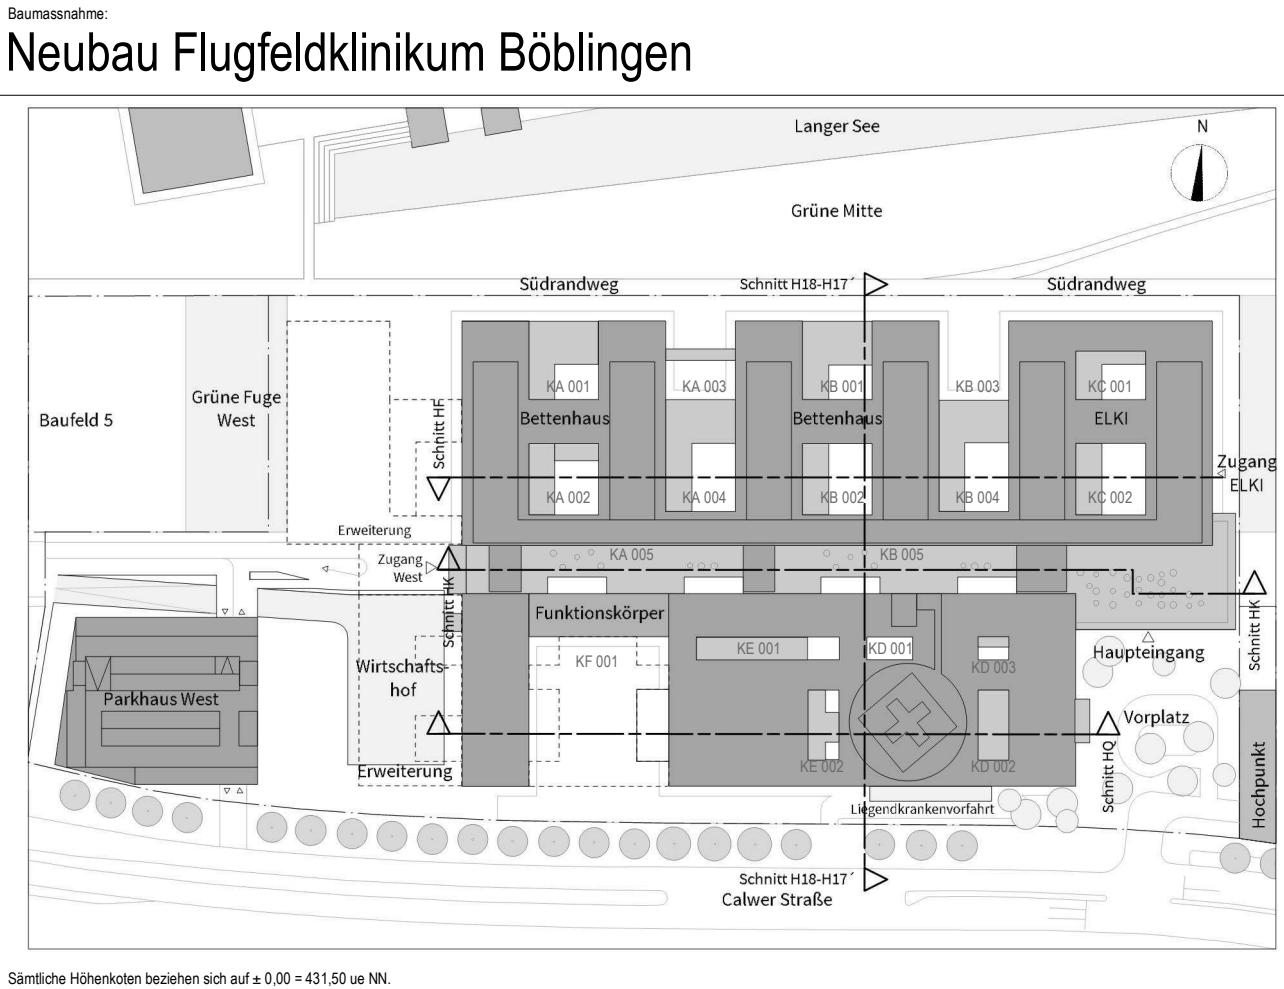 Baumassnahme:
Neubau Flugfeldklinikum Böblingen
Langer See
N
Grüne Mitte
Südrandweg
Schnitt H18-H17´
Südrandweg
Grüne Fuge
West
Baufeld 5
KA 001
KA 003
KB 001
KB 003
KC 001
Schnitt HF
Bettenhaus
Bettenhaus
ELKI
Zugang
ELKI
KA 002
KA 004
KB 002
KB 004
KC 002
Erweiterung
Zugang
West
KA 005
KB 005
Schnitt HK
Schnitt HK
Funktionskörper
KF 001
KE 001
KD 001
KD 003
Haupteingang
Wirtschafts-
hof
Parkhaus West
Vorplatz
Erweiterung
KE 002
KD 002
Schnitt HQ
Hochpunkt
Liegendkrankenvorfahrt
Schnitt H18-H17´
Calwer Straße
Sämtliche Höhenkoten beziehen sich auf ± 0,00 = 431,50 ue NN.